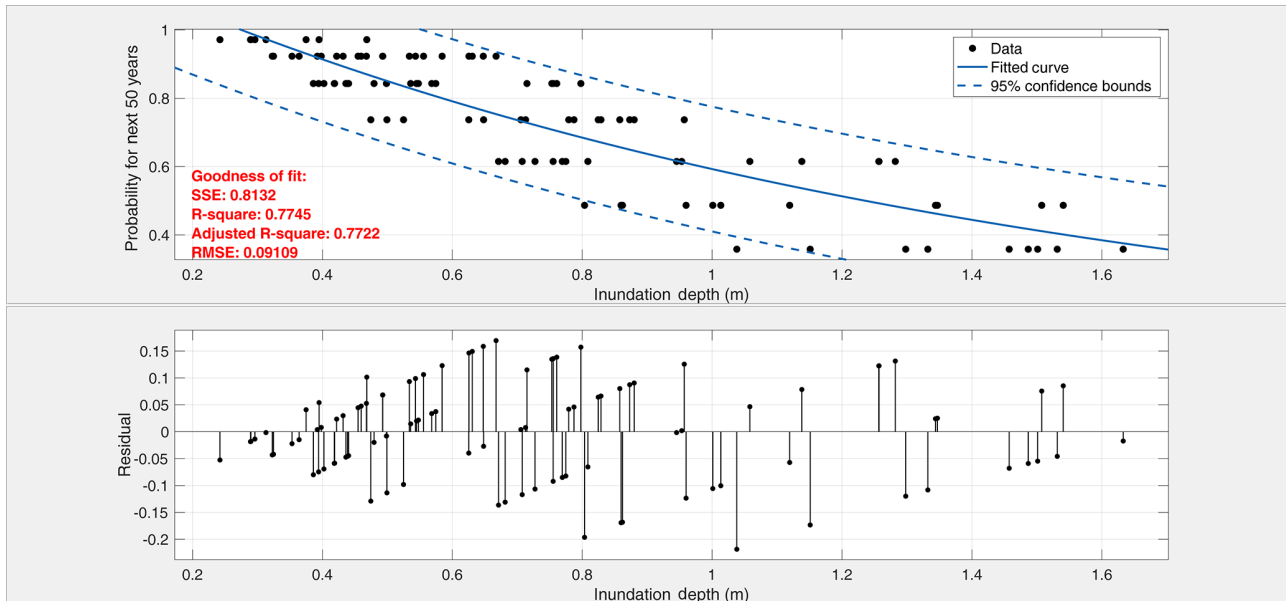 1
0.8
0.6
0.4
Probability for next 50 years
Data
Fitted curve
95% confidence bounds
Goodness of fit:
SSE: 0.8132
R-square: 0.7745
Adjusted R-square: 0.7722
RMSE: 0.09109
0.2 0.4 0.6 0.8 1 1.2 1.4 1.6
Inundation depth (m)
0.15
0.1
0.05
0
-0.05
-0.1
-0.15
-0.2
Residual
0.2 0.4 0.6 0.8 1 1.2 1.4 1.6
Inundation depth (m)